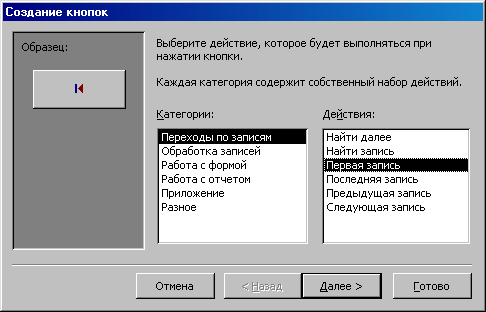 Создание кнопок
Образец:
Выберите действие, которое будет выполняться при
нажатии кнопки.
Каждая категория содержит собственный набор действий.
Категории:
Переходы по записям
Обработка записей
Работа с формой
Работа с отчетом
Приложение
Разное
Действия:
Найти далее
Найти запись
Первая запись
Последняя запись
Предыдущая запись
Следующая запись
Отмена
< Назад
Далее >
Готово